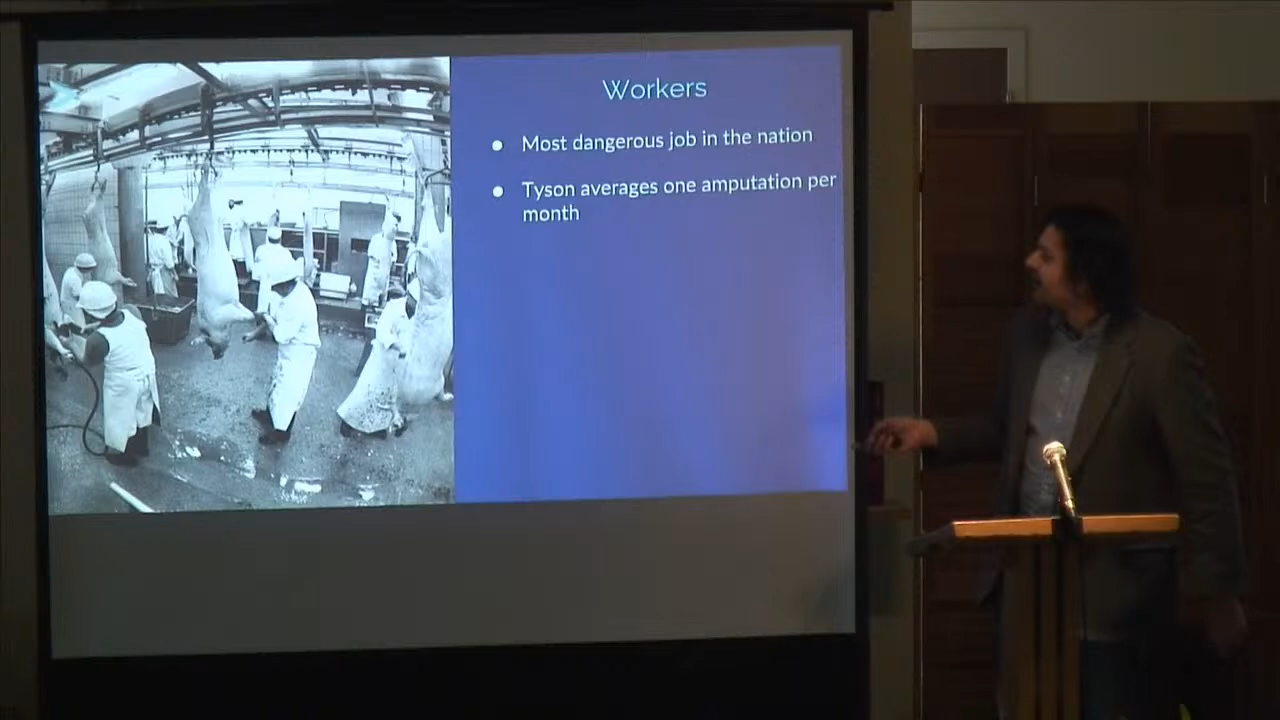 Workers
● Most dangerous job in the nation
● Tyson averages one amputation per
month